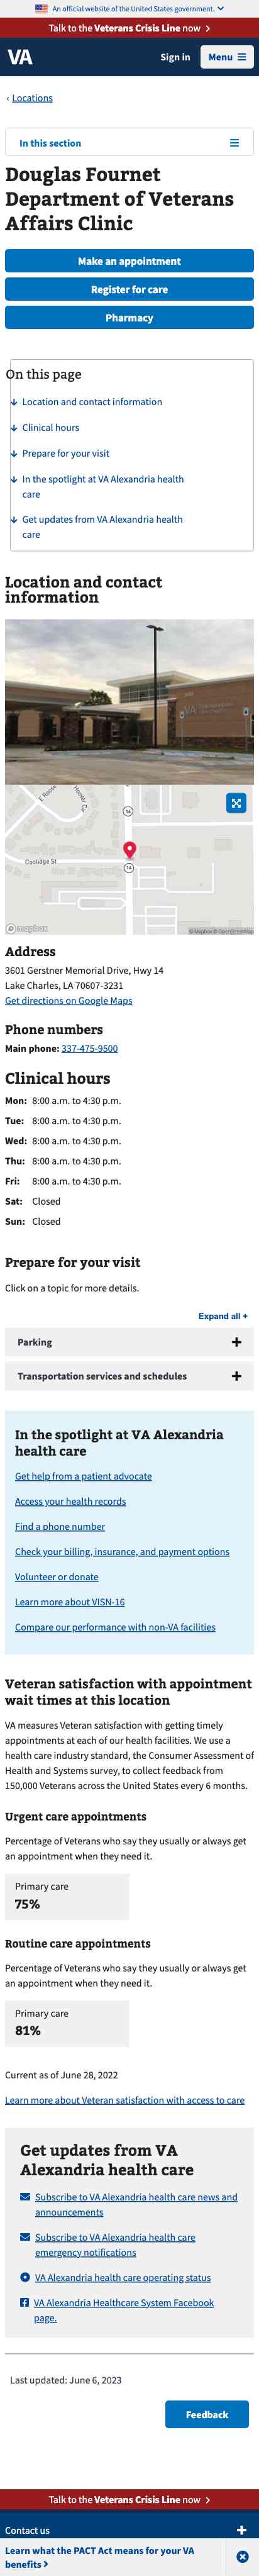 An official website of the United States government.
Talk to the Veterans Crisis Line now
VA
Sign in
Menu
‹ Locations
In this section
Douglas Fournet
Department of Veterans
Affairs Clinic
Make an appointment
Register for care
Pharmacy
On this page
Location and contact information
Clinical hours
Prepare for your visit
In the spotlight at VA Alexandria health
care
Get updates from VA Alexandria health
care
Location and contact
information
E Roose
Homer C
14
Coolidge St
14
mapbox
© Mapbox © OpenStreetMap
Address
3601 Gerstner Memorial Drive, Hwy 14
Lake Charles, LA 70607-3231
Get directions on Google Maps
Phone numbers
Main phone: 337-475-9500
Clinical hours
Mon: 8:00 a.m. to 4:30 p.m.
Tue: 8:00 a.m. to 4:30 p.m.
Wed: 8:00 a.m. to 4:30 p.m.
Thu: 8:00 a.m. to 4:30 p.m.
Fri: 8:00 a.m. to 4:30 p.m.
Sat: Closed
Sun: Closed
Prepare for your visit
Click on a topic for more details.
Expand all +
Parking
Transportation services and schedules
In the spotlight at VA Alexandria
health care
Get help from a patient advocate
Access your health records
Find a phone number
Check your billing, insurance, and payment options
Volunteer or donate
Learn more about VISN-16
Compare our performance with non-VA facilities
Veteran satisfaction with appointment
wait times at this location
VA measures Veteran satisfaction with getting timely
appointments at each of our health facilities. We use a
health care industry standard, the Consumer Assessment of
Health and Systems survey, to collect feedback from
150,000 Veterans across the United States every 6 months.
Urgent care appointments
Percentage of Veterans who say they usually or always get
an appointment when they need it.
Primary care
75%
Routine care appointments
Percentage of Veterans who say they usually or always get
an appointment when they need it.
Primary care
81%
Current as of June 28, 2022
Learn more about Veteran satisfaction with access to care
Get updates from VA
Alexandria health care
Subscribe to VA Alexandria health care news and
announcements
Subscribe to VA Alexandria health care
emergency notifications
VA Alexandria health care operating status
VA Alexandria Healthcare System Facebook
page.
Last updated: June 6, 2023
Feedback
Talk to the Veterans Crisis Line now
Contact us
Learn what the PACT Act means for your VA
benefits